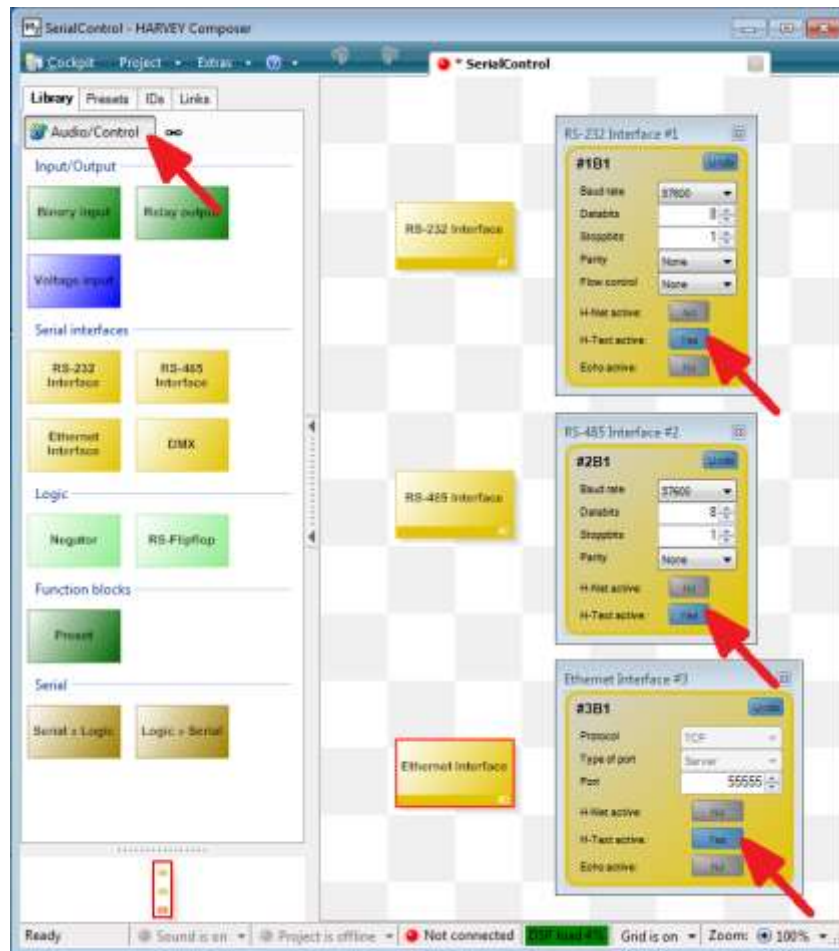 SerialControl - HARVEY Composer
Cockpit Project Extras
* SerialControl
Library Presets IDs Links
Audio/Control
Input/Output
Binary input Relay output
Voltage input
Serial interfaces
RS-232 Interface RS-485 Interface
Ethernet Interface DMX
Logic
Negator RS-Flipflop
Function blocks
Preset
Serial
Serial > Logic Logic > Serial
RS-232 Interface
RS-232 Interface #1
#1B1
Baud rate 57600
Databits 8
Stoppbits 1
Parity None
Flow control None
H-Net active: No
H-Text active: Yes
Echo active: No
RS-485 Interface
RS-485 Interface #2
#2B1
Baud rate 57600
Databits 8
Stoppbits 1
Parity None
H-Net active: No
H-Text active: Yes
Ethernet Interface
Ethernet Interface #3
#3B1
Protocol TCP
Type of port Server
Port 55555
H-Net active: No
H-Text active: Yes
Echo active: No
Ready Sound is on Project is offline Not connected DSP load 4% Grid is on Zoom: 100%